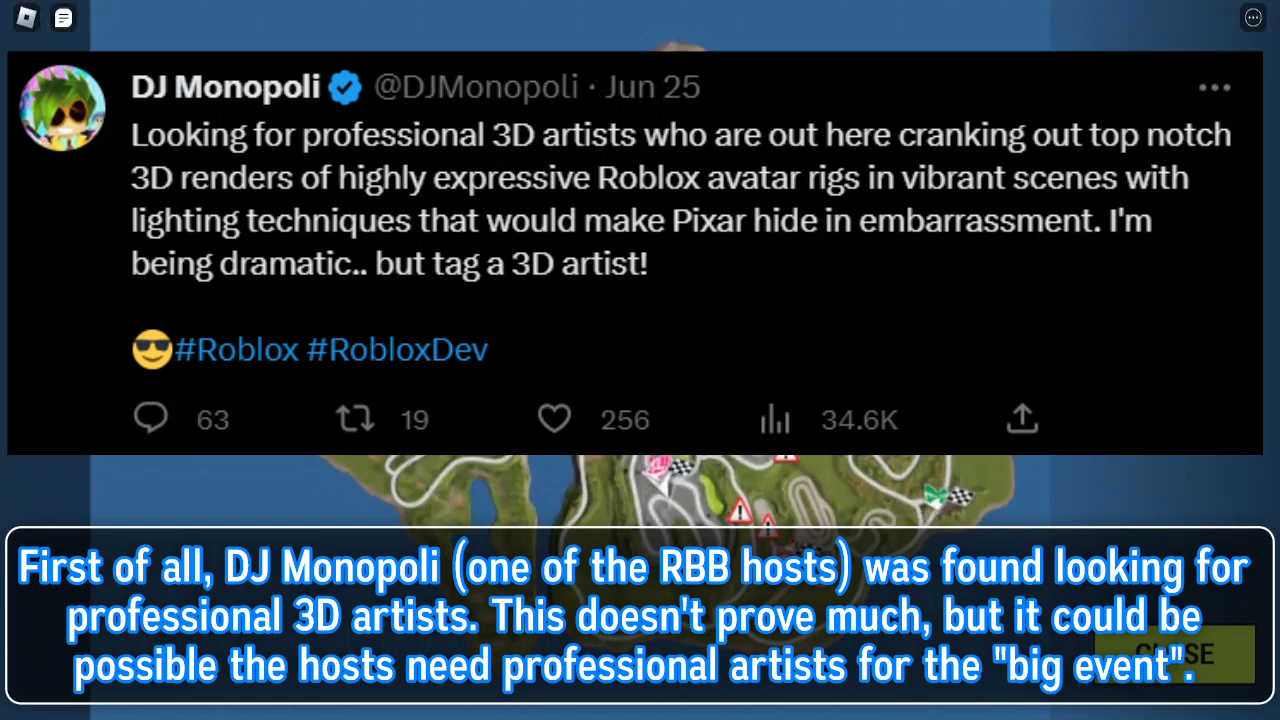 DJ Monopoli @DJMonopoli · Jun 25
Looking for professional 3D artists who are out here cranking out top notch
3D renders of highly expressive Roblox avatar rigs in vibrant scenes with
lighting techniques that would make Pixar hide in embarrassment. I'm
being dramatic.. but tag a 3D artist!
😎#Roblox #RobloxDev
63 19 256 34.6K
First of all, DJ Monopoli (one of the RBB hosts) was found looking for
professional 3D artists. This doesn't prove much, but it could be
possible the hosts need professional artists for the "big event".